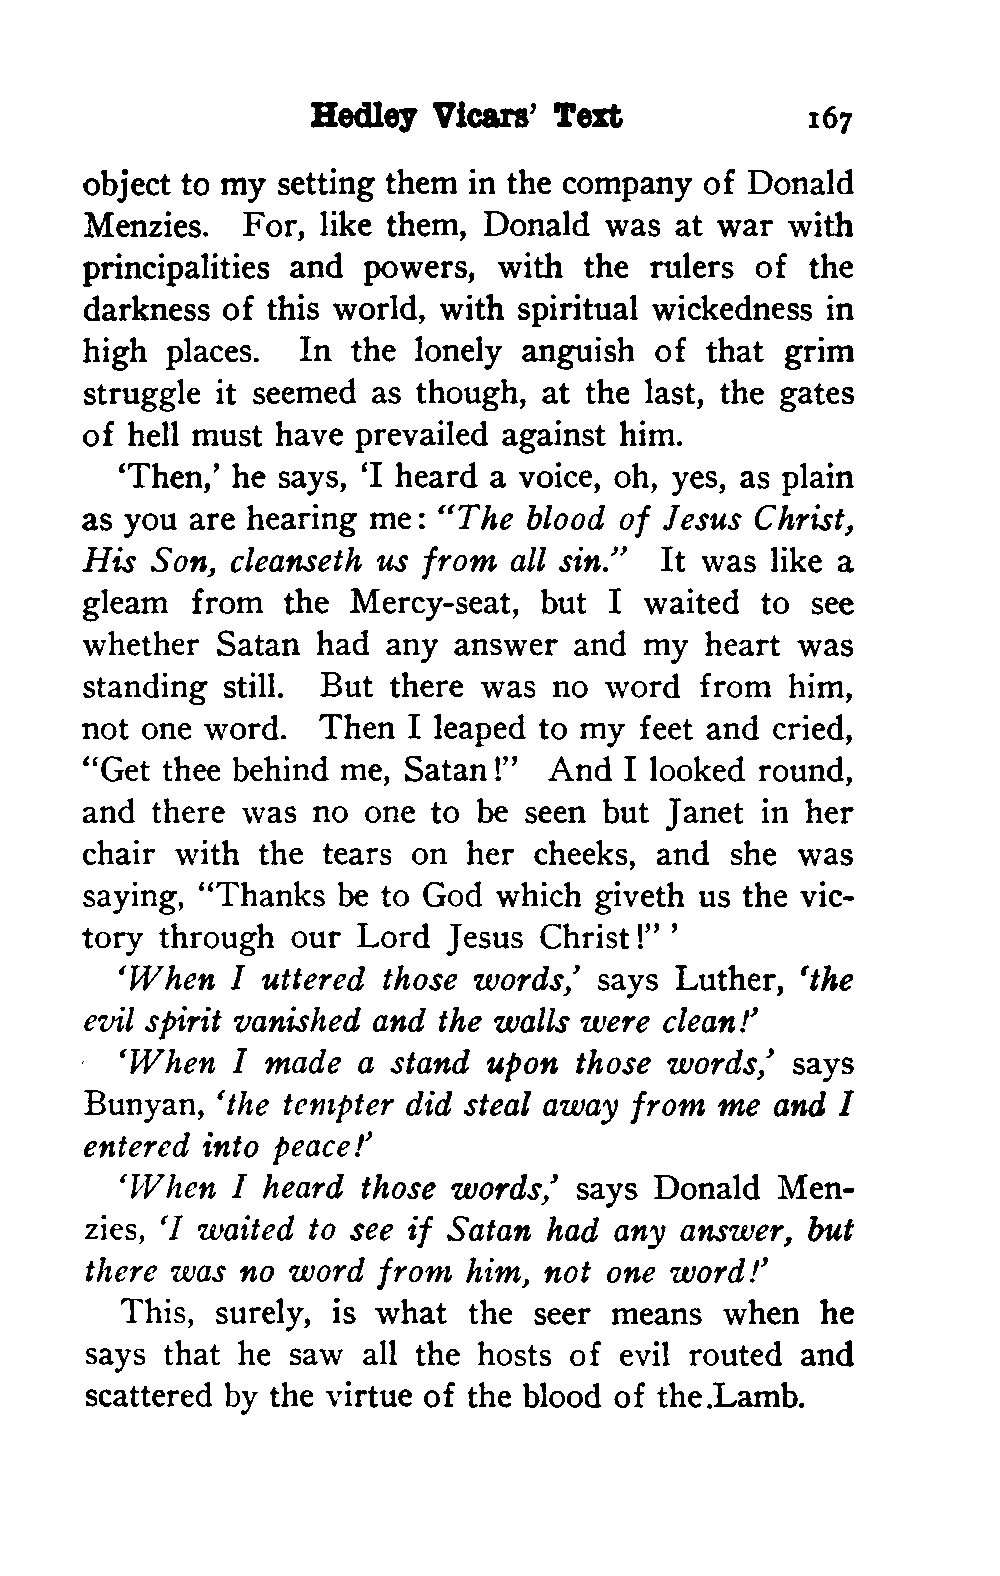 Hedley Vicars' Text 167
object to my setting them in the company of Donald
Menzies. For, like them, Donald was at war with
principalities and powers, with the rulers of the
darkness of this world, with spiritual wickedness in
high places. In the lonely anguish of that grim
struggle it seemed as though, at the last, the gates
of hell must have prevailed against him.
‘Then,’ he says, ‘I heard a voice, oh, yes, as plain
as you are hearing me: “The blood of Jesus Christ,
His Son, cleanseth us from all sin.” It was like a
gleam from the Mercy-seat, but I waited to see
whether Satan had any answer and my heart was
standing still. But there was no word from him,
not one word. Then I leaped to my feet and cried,
“Get thee behind me, Satan!” And I looked round,
and there was no one to be seen but Janet in her
chair with the tears on her cheeks, and she was
saying, “Thanks be to God which giveth us the vic-
tory through our Lord Jesus Christ!” ’
‘When I uttered those words,’ says Luther, ‘the
evil spirit vanished and the walls were clean!’
‘When I made a stand upon those words,’ says
Bunyan, ‘the tempter did steal away from me and I
entered into peace!’
‘When I heard those words,’ says Donald Men-
zies, ‘I waited to see if Satan had any answer, but
there was no word from him, not one word!’
This, surely, is what the seer means when he
says that he saw all the hosts of evil routed and
scattered by the virtue of the blood of the.Lamb.